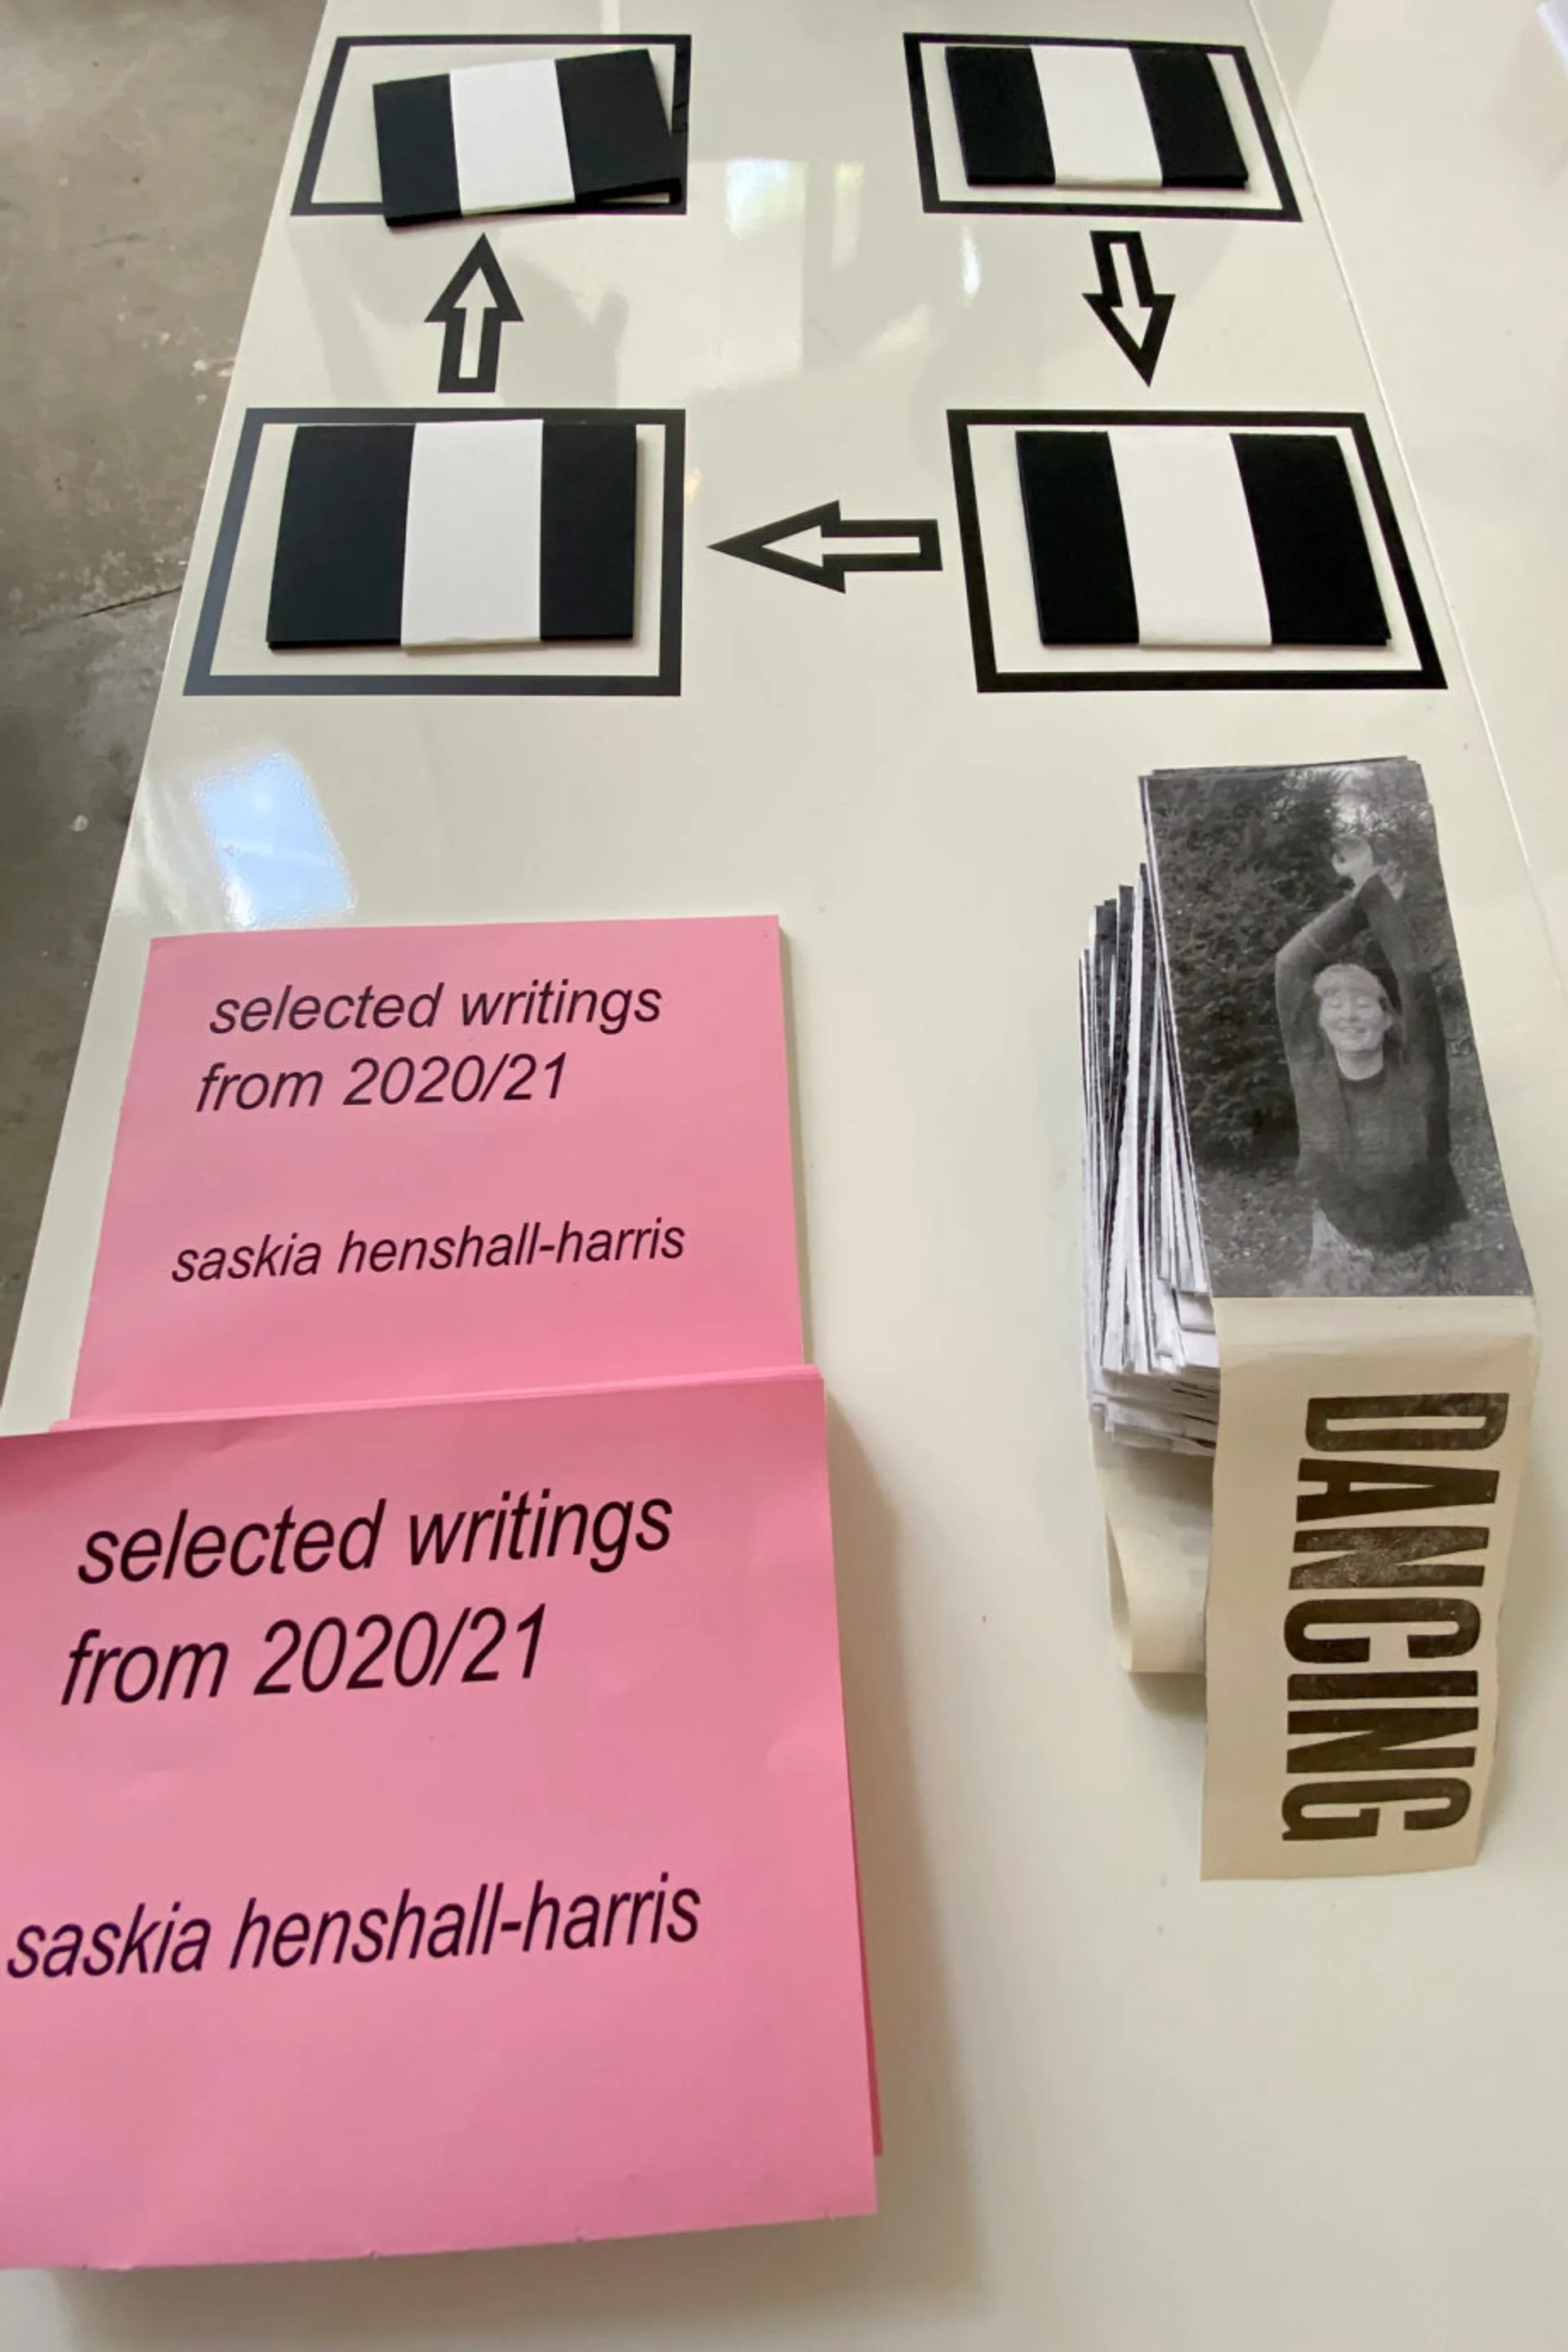 selected writings
from 2020/21
saskia henshall-harris
selected writings
from 2020/21
saskia henshall-harris
DANCING